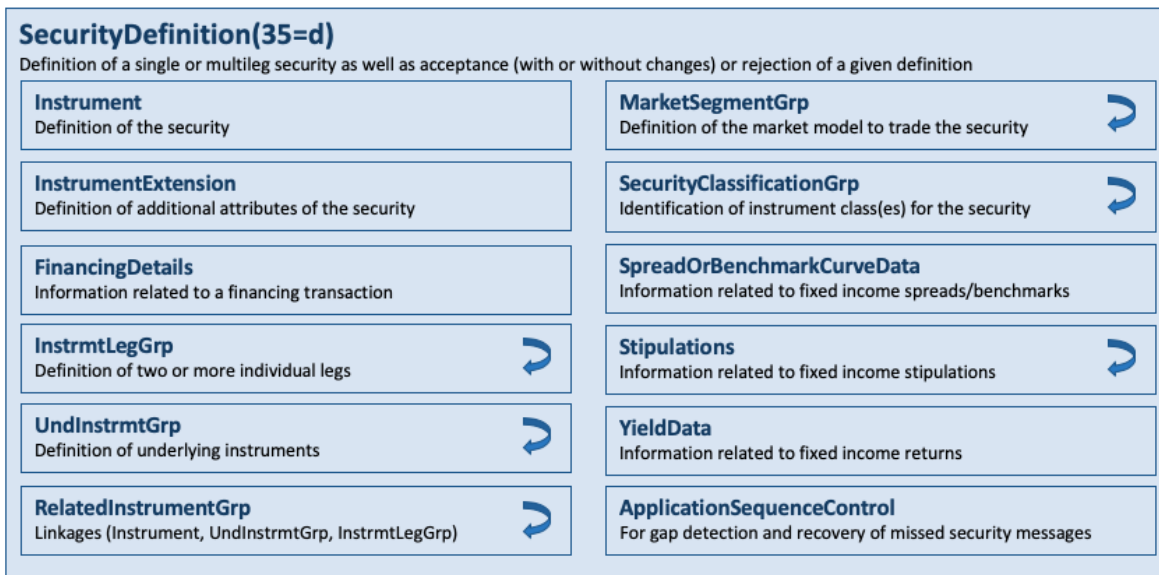 SecurityDefinition(35=d)
Definition of a single or multileg security as well as acceptance (with or without changes) or rejection of a given definition
Instrument
Definition of the security
InstrumentExtension
Definition of additional attributes of the security
FinancingDetails
Information related to a financing transaction
InstrmtLegGrp
Definition of two or more individual legs
UndInstrmtGrp
Definition of underlying instruments
RelatedInstrumentGrp
Linkages (Instrument, UndInstrmtGrp, InstrmtLegGrp)
MarketSegmentGrp
Definition of the market model to trade the security
SecurityClassificationGrp
Identification of instrument class(es) for the security
SpreadOrBenchmarkCurveData
Information related to fixed income spreads/benchmarks
Stipulations
Information related to fixed income stipulations
YieldData
Information related to fixed income returns
ApplicationSequenceControl
For gap detection and recovery of missed security messages